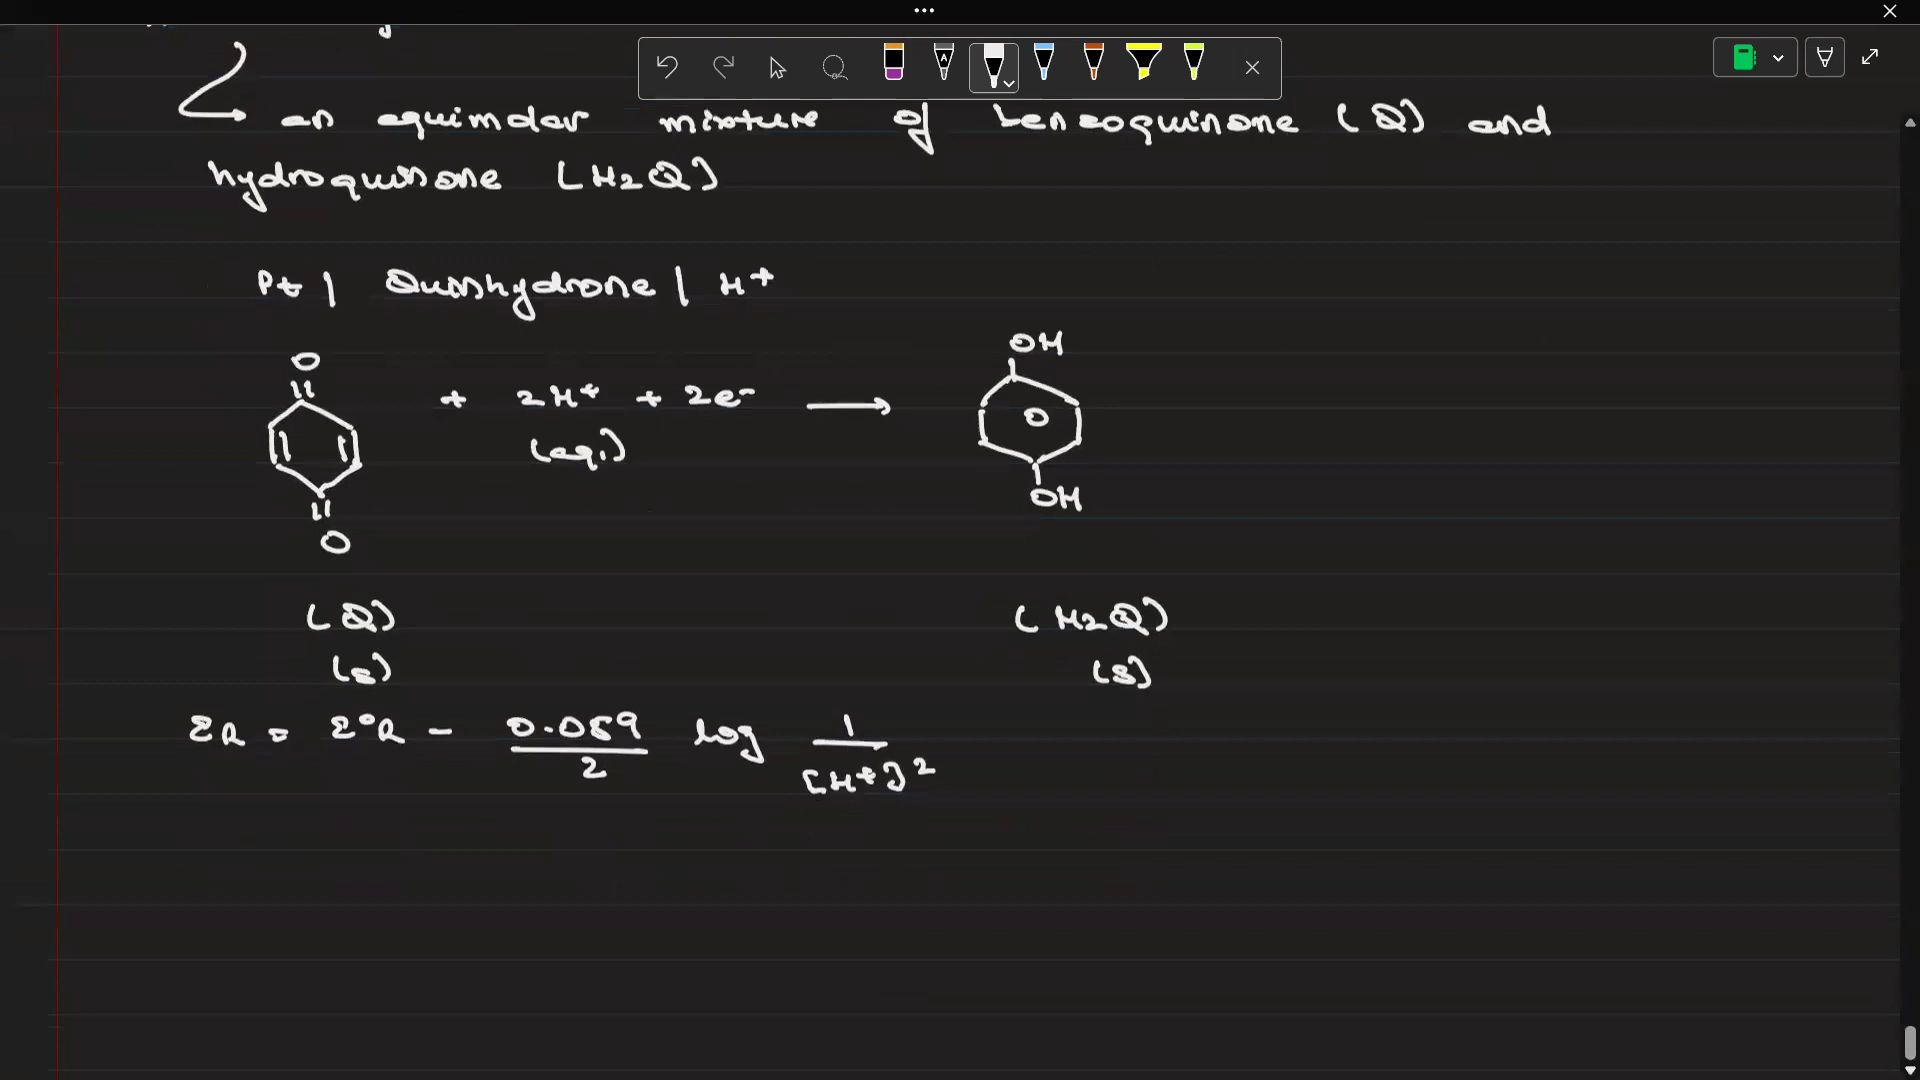 an equimolar mixture of benzoquinone (Q) and
hydroquinone (H2Q)
Pt | Quinhydrone | H+
O
OH
+ 2H+ + 2e- ⟶
(aq.)
OH
O
(Q) (H2Q)
(s) (s)
ER = E°R - 0.059/2 log 1/[H+]2